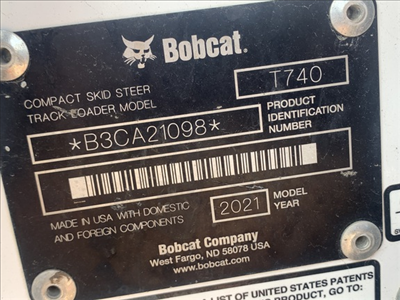 Bobcat.
COMPACT SKID STEER
TRACK LOADER MODEL
T740
*B3CA21098*
PRODUCT
IDENTIFICATION
NUMBER
MADE IN USA WITH DOMESTIC
AND FOREIGN COMPONENTS
2021
MODEL
YEAR
Bobcat Company
West Fargo, ND 58078 USA
www.bobcat.com
LIST OF UNITED STATES PATENTS
PRODUCT, GO TO: